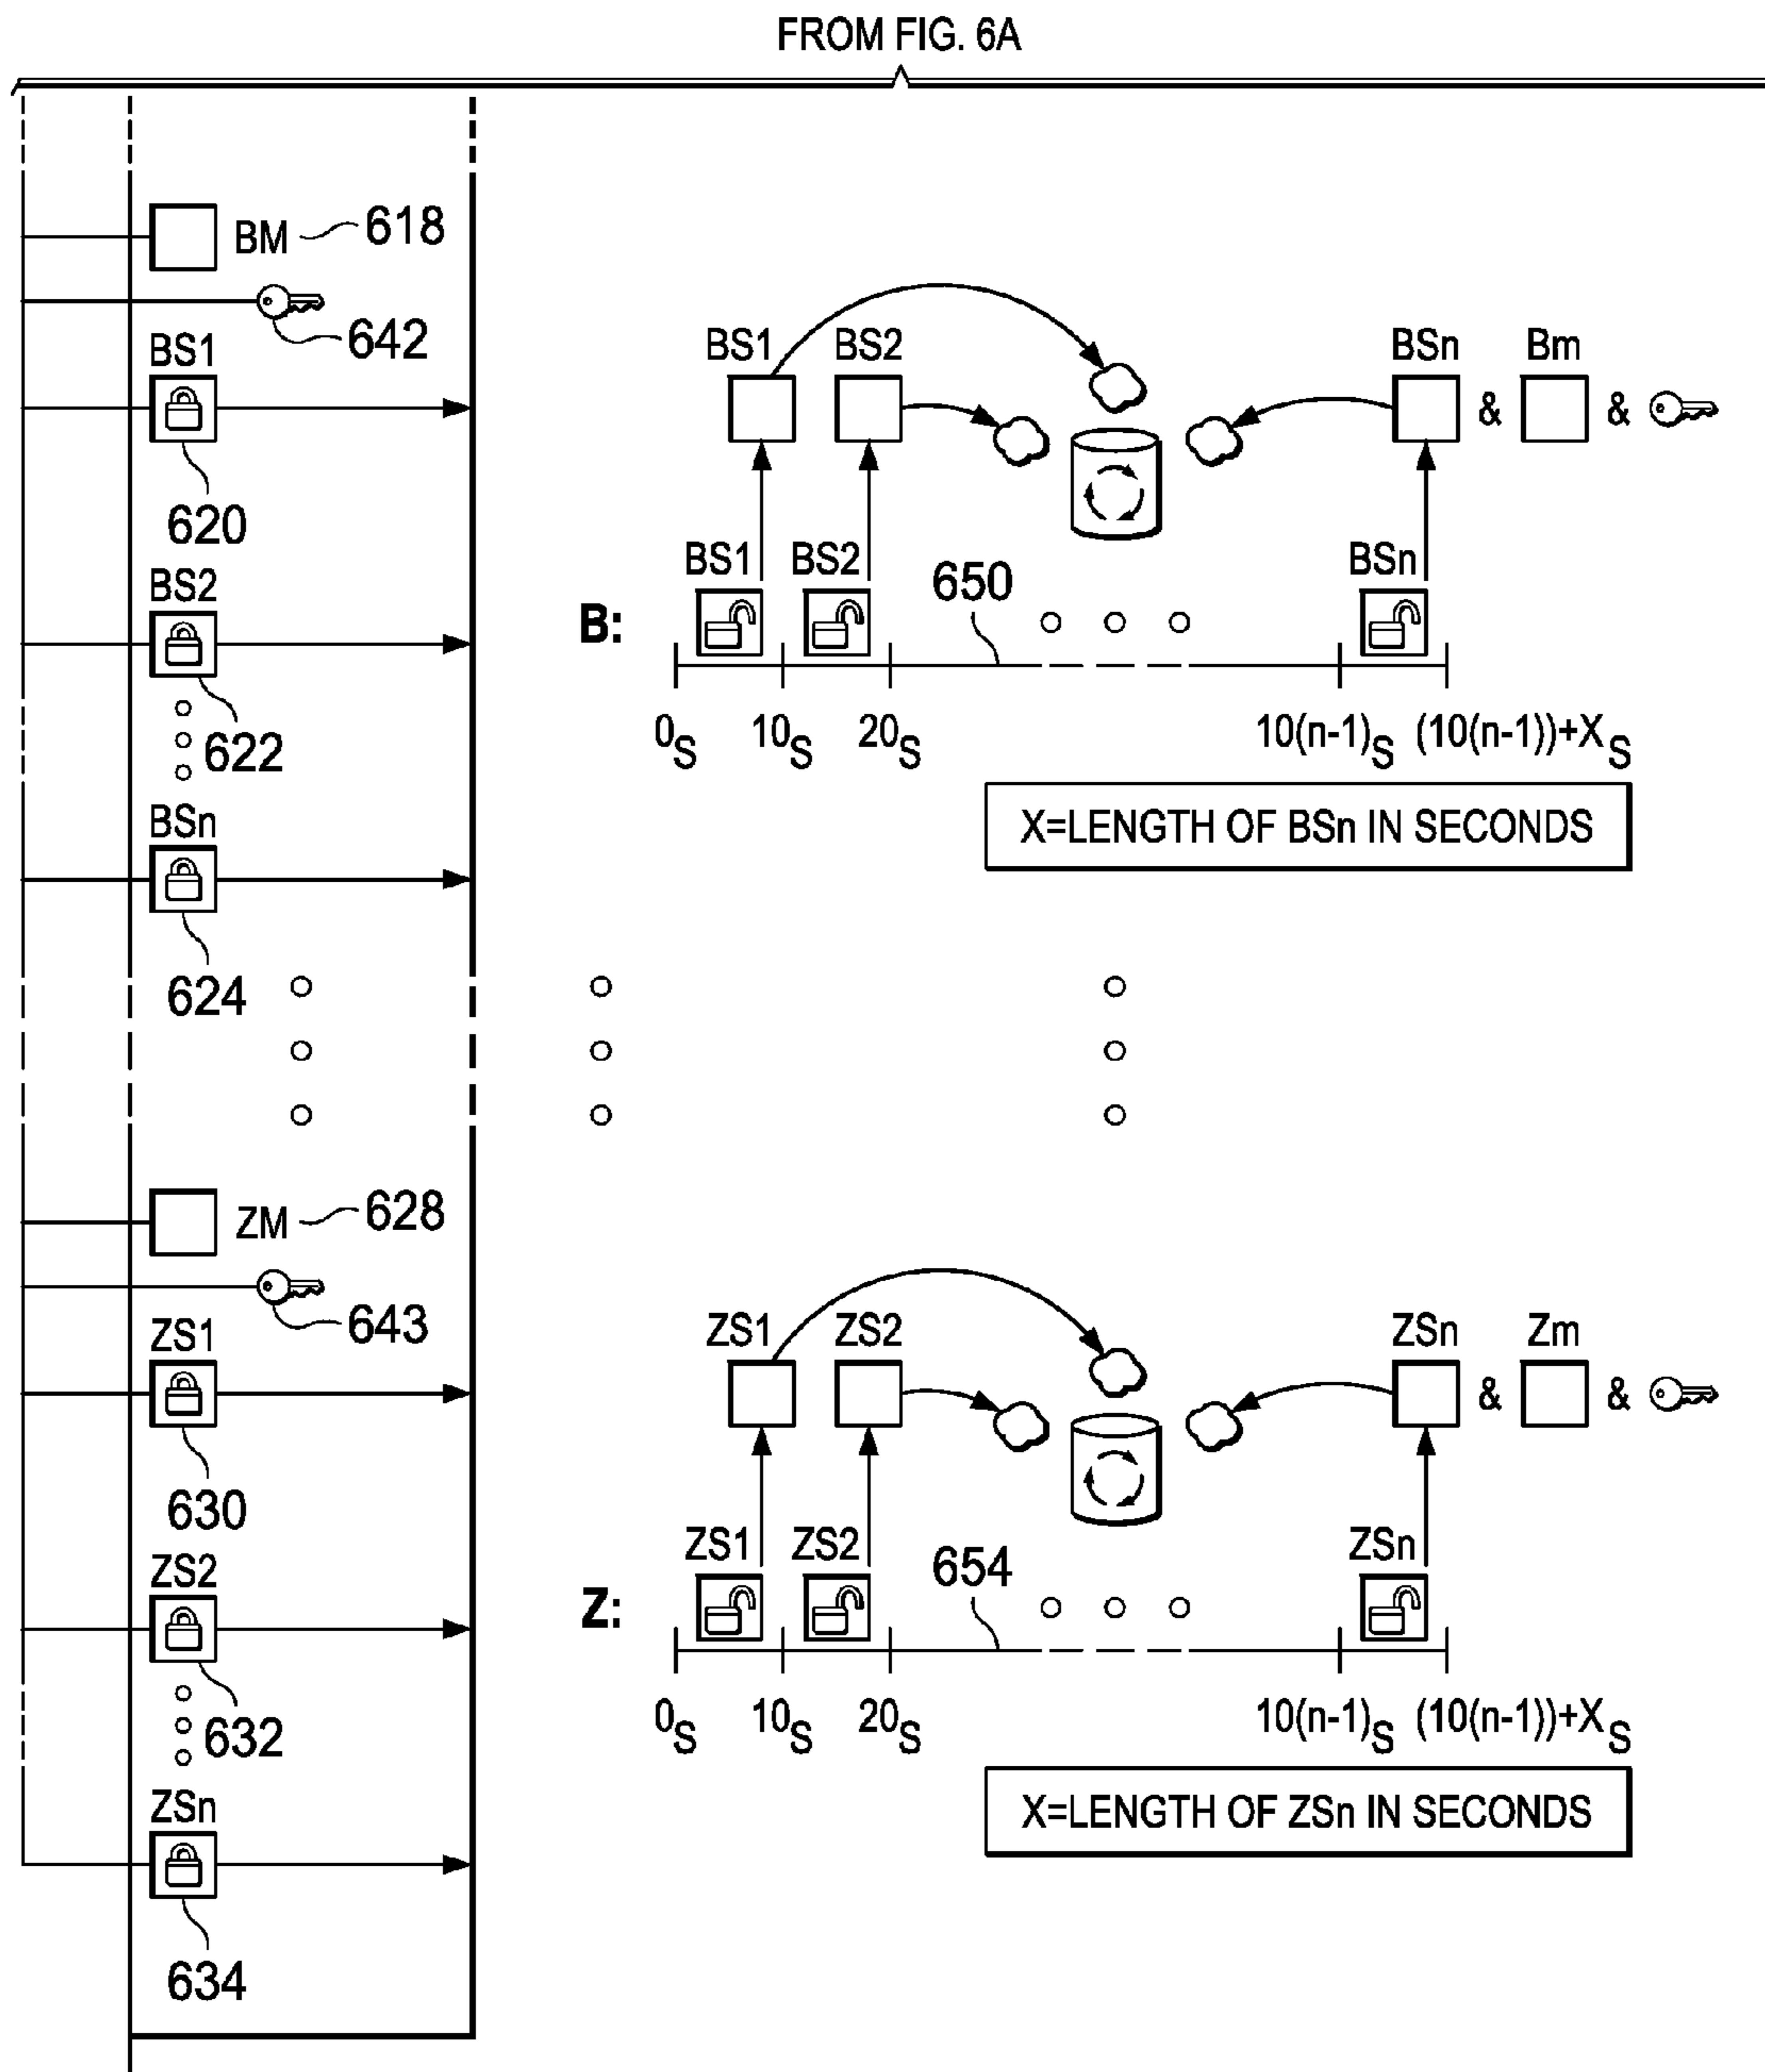 FROM FIG. 6A
BM 618
642
BS1
620
BS2
622
BSn
624
BS1 BS2 BSn & Bm &
BS1 BS2 650 BSn
B:
0S 10S 20S 10(n-1)S (10(n-1))+XS
X=LENGTH OF BSn IN SECONDS
ZM 628
643
ZS1
630
ZS2
632
ZSn
634
ZS1 ZS2 ZSn & Zm &
ZS1 ZS2 654 ZSn
Z:
0S 10S 20S 10(n-1)S (10(n-1))+XS
X=LENGTH OF ZSn IN SECONDS